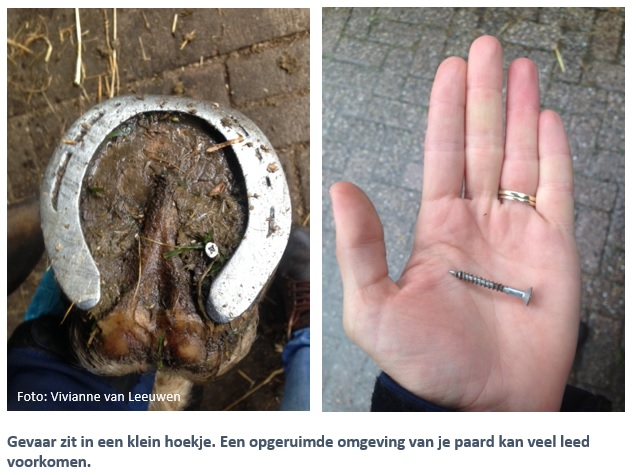 Foto: Vivianne van Leeuwen
Gevaar zit in een klein hoekje. Een opgeruimde omgeving van je paard kan veel leed
voorkomen.